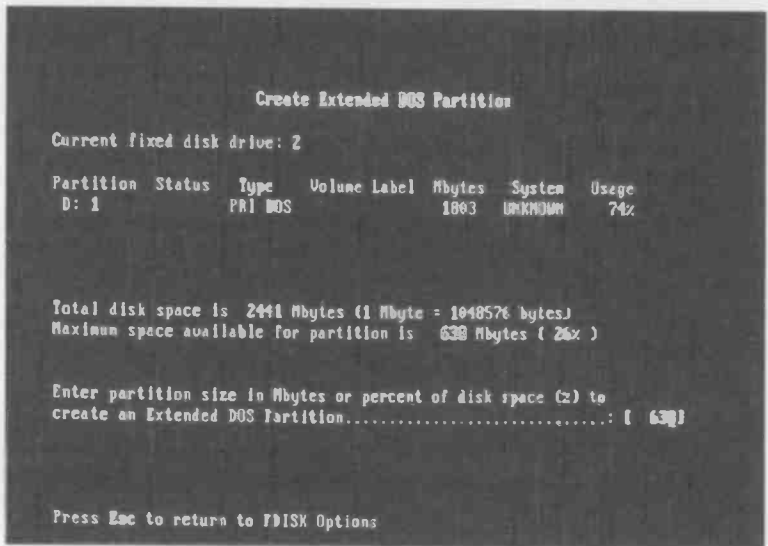 Create Extended DOS Partition
Current fixed disk drive: 2
Partition Status Type Volume Label Mbytes System Usage
D: 1 PRI DOS 1803 UNKNOWN 74%
Total disk space is 2441 Mbytes (1 Mbyte = 1048576 bytes)
Maximum space available for partition is 638 Mbytes ( 26% )
Enter partition size in Mbytes or percent of disk space (%) to
create an Extended DOS Partition..............................: [ 638]
Press Esc to return to FDISK Options